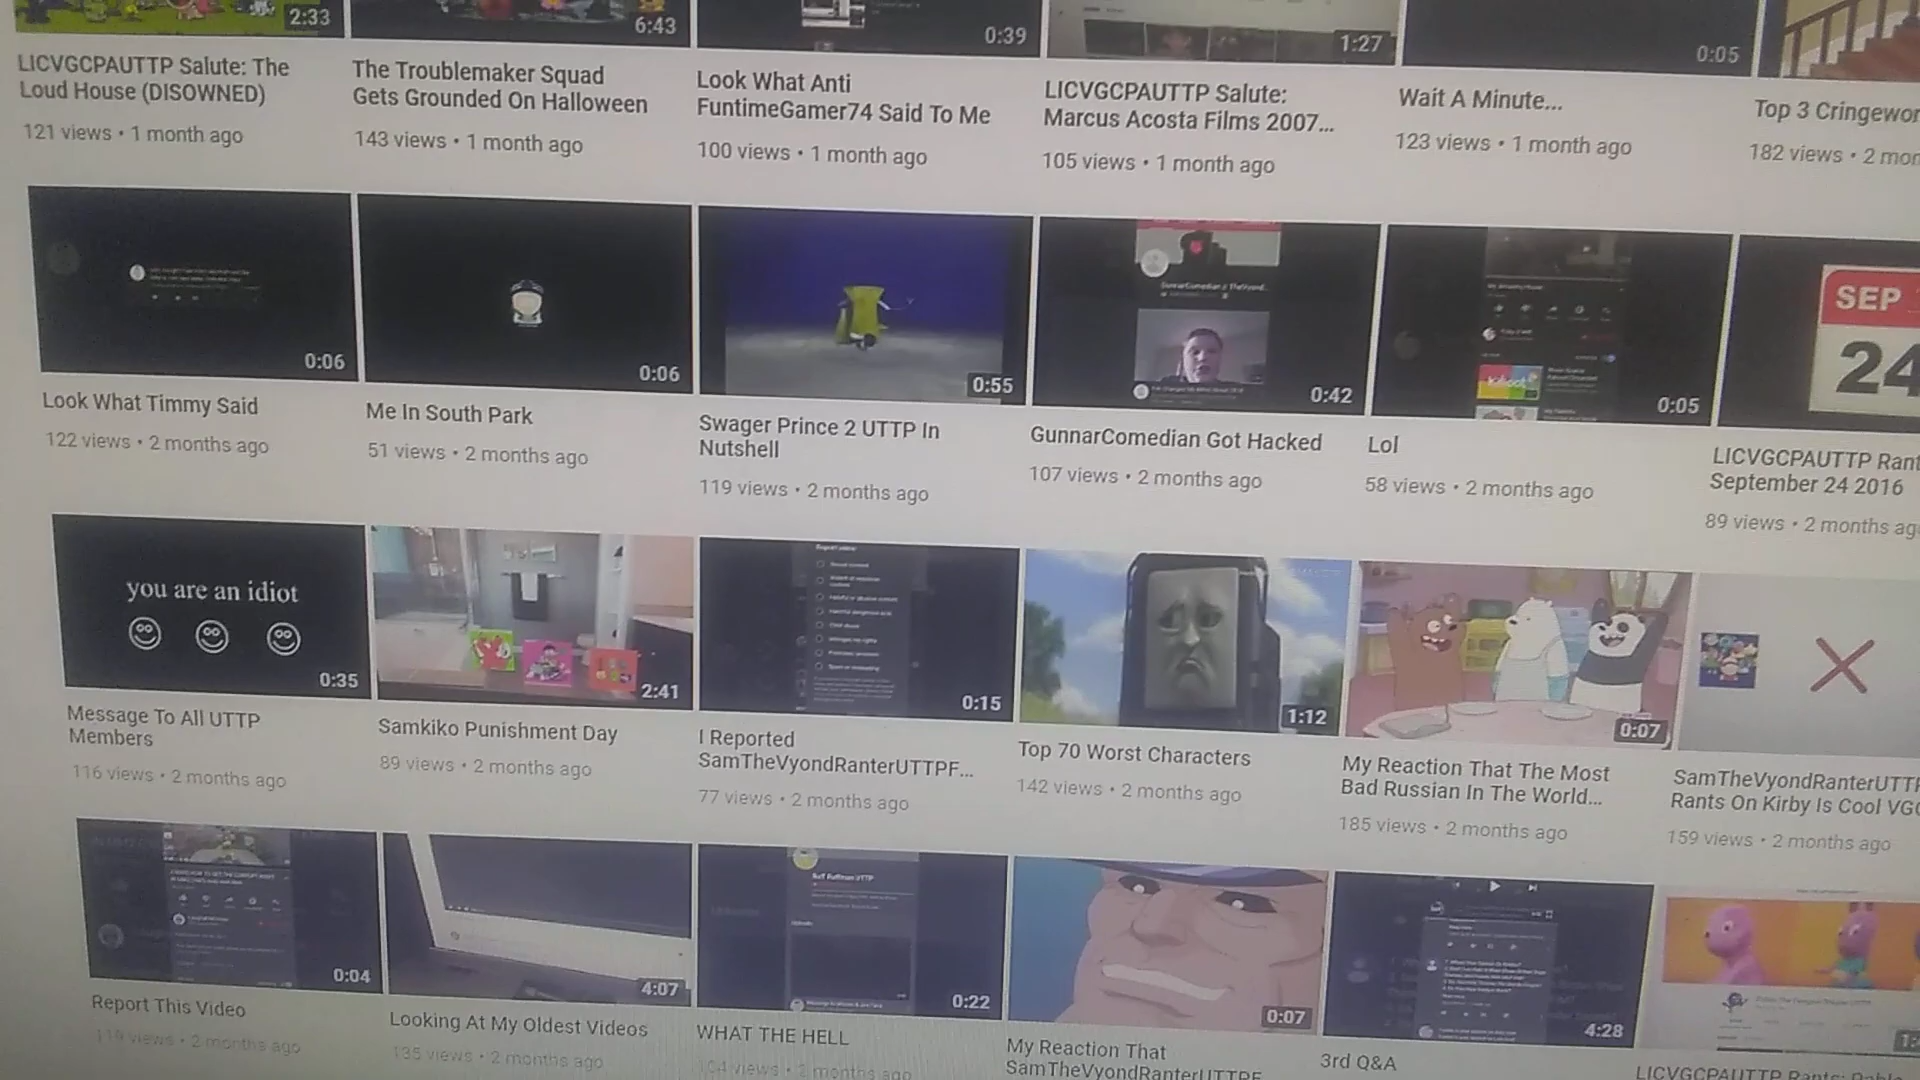 2:33
6:43
0:39
1:27
0:05
LICVGCPAUTTP Salute: The
Loud House (DISOWNED)
121 views • 1 month ago
The Troublemaker Squad
Gets Grounded On Halloween
143 views • 1 month ago
Look What Anti
FuntimeGamer74 Said To Me
100 views • 1 month ago
LICVGCPAUTTP Salute:
Marcus Acosta Films 2007...
105 views • 1 month ago
Wait A Minute...
123 views • 1 month ago
Top 3 Cringewor
182 views • 2 mon
0:06
0:06
0:55
0:42
0:05
SEP
24
Look What Timmy Said
122 views • 2 months ago
Me In South Park
51 views • 2 months ago
Swager Prince 2 UTTP In
Nutshell
119 views • 2 months ago
GunnarComedian Got Hacked
107 views • 2 months ago
Lol
58 views • 2 months ago
LICVGCPAUTTP Rant
September 24 2016
89 views • 2 months ag
you are an idiot
0:35
2:41
0:15
1:12
0:07
Message To All UTTP
Members
116 views • 2 months ago
Samkiko Punishment Day
89 views • 2 months ago
I Reported
SamTheVyondRanterUTTPF...
77 views • 2 months ago
Top 70 Worst Characters
142 views • 2 months ago
My Reaction That The Most
Bad Russian In The World...
185 views • 2 months ago
SamTheVyondRanterUTTP
Rants On Kirby Is Cool VGC
159 views • 2 months ago
0:04
4:07
0:22
0:07
4:28
Report This Video
119 views • 2 months ago
Looking At My Oldest Videos
135 views • 2 months ago
WHAT THE HELL
104 views • 2 months ago
My Reaction That
SamTheVyondRanterUTTPF
3rd Q&A
LICVGCPAUTTP Rants: